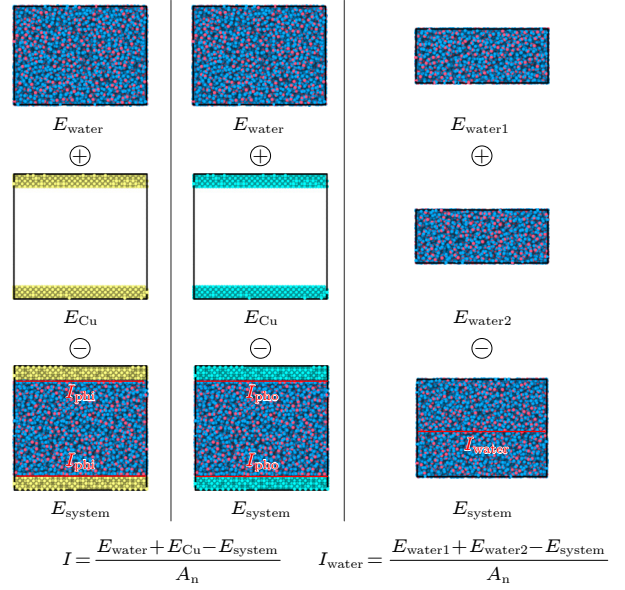 E_water E_water E_water1
⊕ ⊕ ⊕
E_Cu E_Cu E_water2
⊖ ⊖ ⊖
I_phi I_pho
I_water
I_phi I_pho
E_system E_system E_system
I = (E_water + E_Cu − E_system) / A_n I_water = (E_water1 + E_water2 − E_system) / A_n